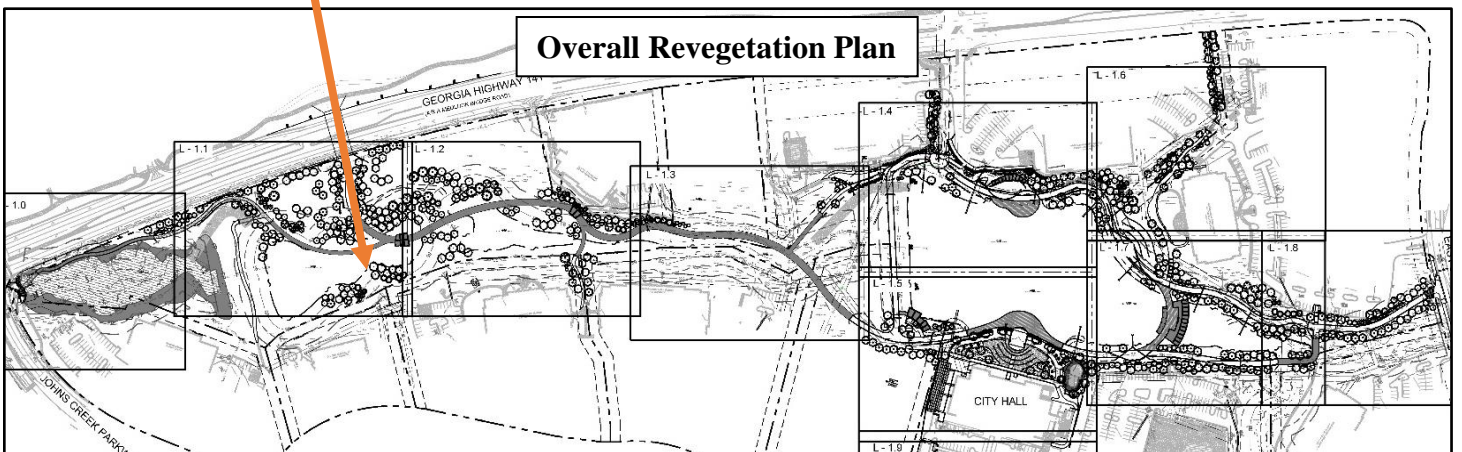 Overall Revegetation Plan
GEORGIA HIGHWAY 141
L - 1.6
L - 1.4
L - 1.1
L - 1.2
L - 1.3
1.0
L - 1.7
L - 1.8
L - 1.5
JOHNS CREEK PARKW
CITY HALL
L - 1.9